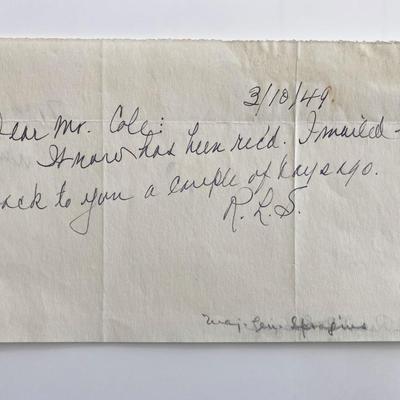 3/10/49.
Dear Mr. Cole:
It now has been recd. I mailed -
back to you a couple of days ago.
R. L. S.
Maj. Gen. Spragins